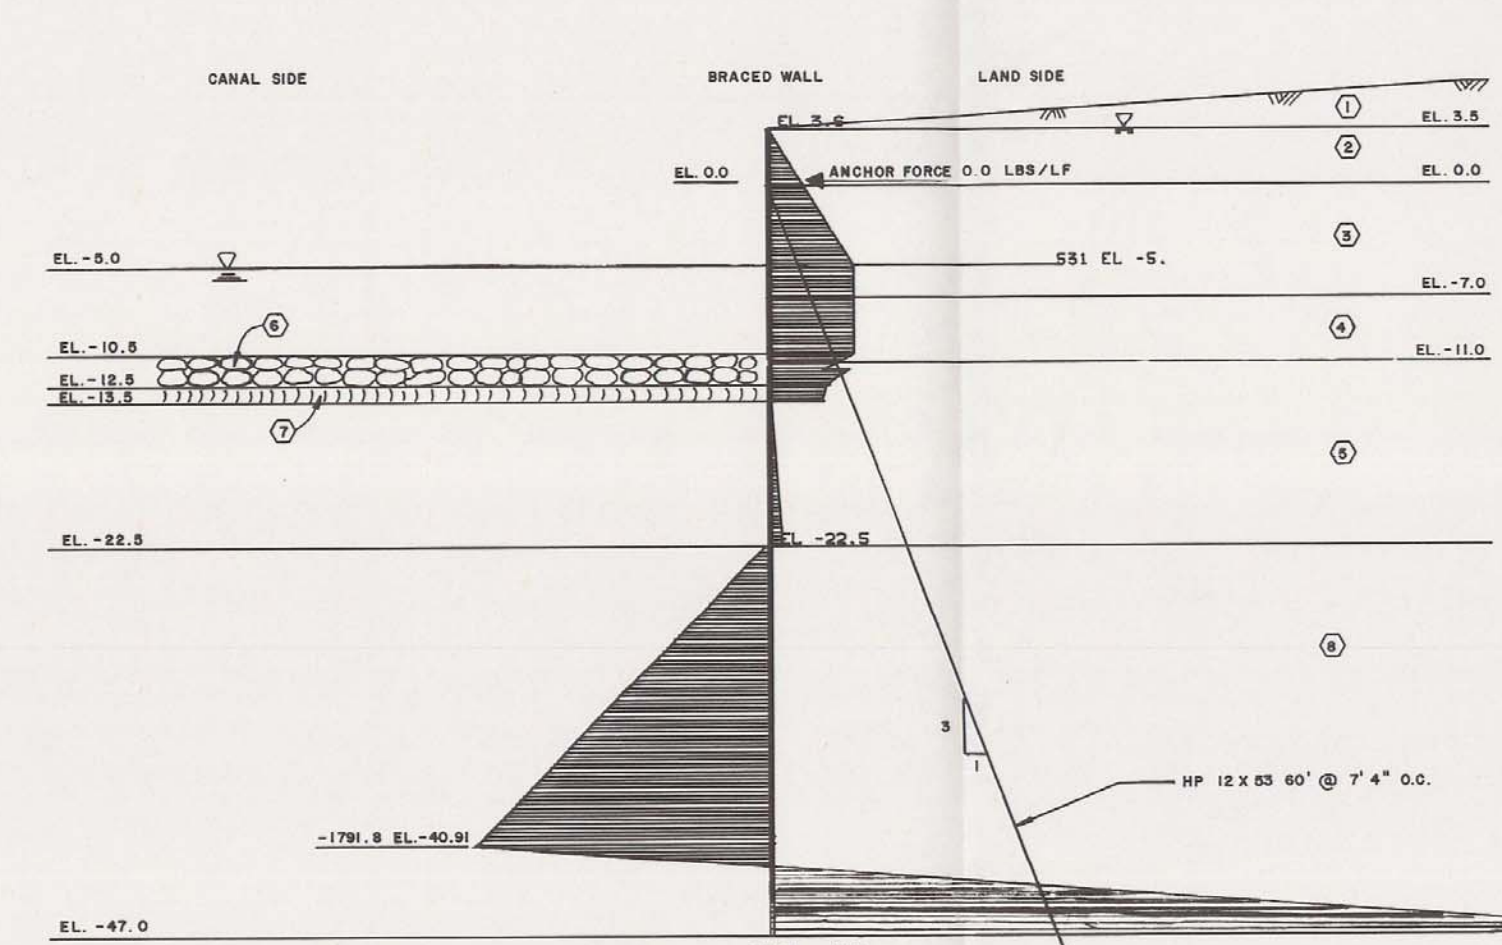 CANAL SIDE
BRACED WALL
LAND SIDE
1
EL. 3.6
EL. 3.5
2
EL. 0.0
ANCHOR FORCE 0.0 LBS/LF
EL. 0.0
3
EL. -5.0
531 EL -5.
EL. -7.0
6
4
EL. -10.5
EL. -11.0
EL. -12.5
EL. -13.5
7
5
EL. -22.5
EL -22.5
8
3
1
HP 12 X 53 60' @ 7' 4" O.C.
-1791.8 EL.-40.91
EL. -47.0